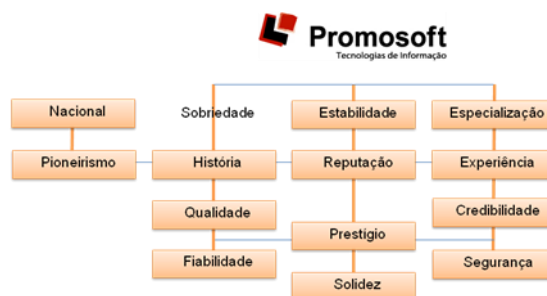 Promosoft
Tecnologias de Informação
Nacional
Sobriedade
Estabilidade
Especialização
Pioneirismo
História
Reputação
Experiência
Qualidade
Credibilidade
Prestígio
Fiabilidade
Segurança
Solidez